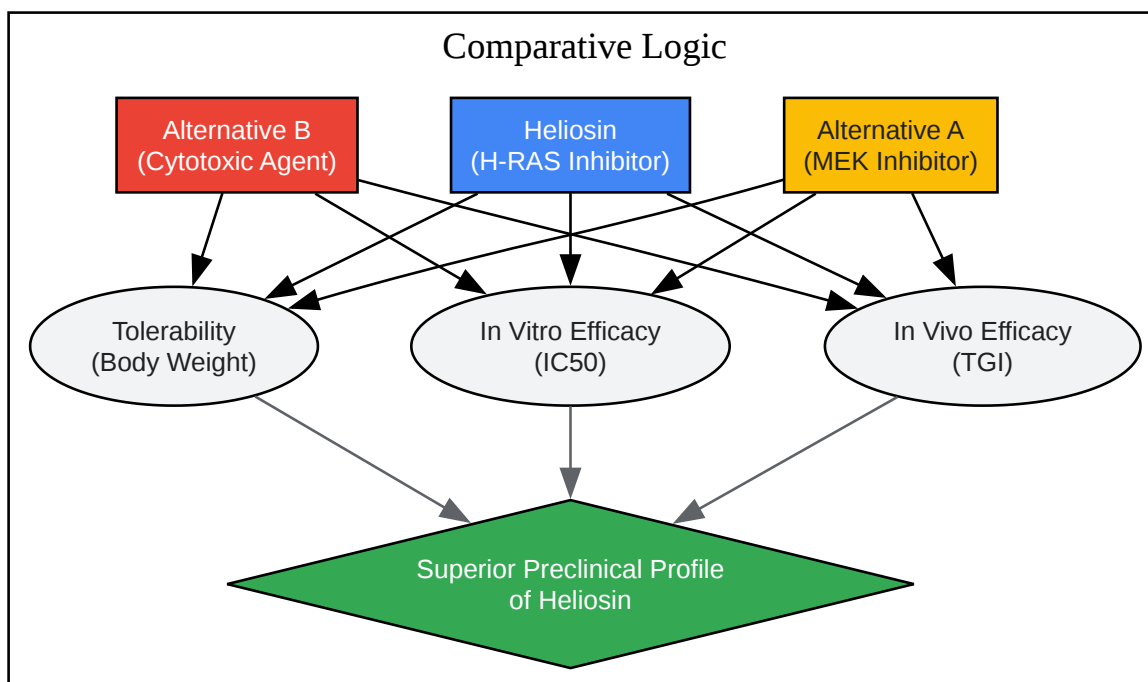 Comparative Logic
Alternative B
(Cytotoxic Agent)
Heliosin
(H-RAS Inhibitor)
Alternative A
(MEK Inhibitor)
Tolerability
(Body Weight)
In Vitro Efficacy
(IC50)
In Vivo Efficacy
(TGI)
Superior Preclinical Profile
of Heliosin